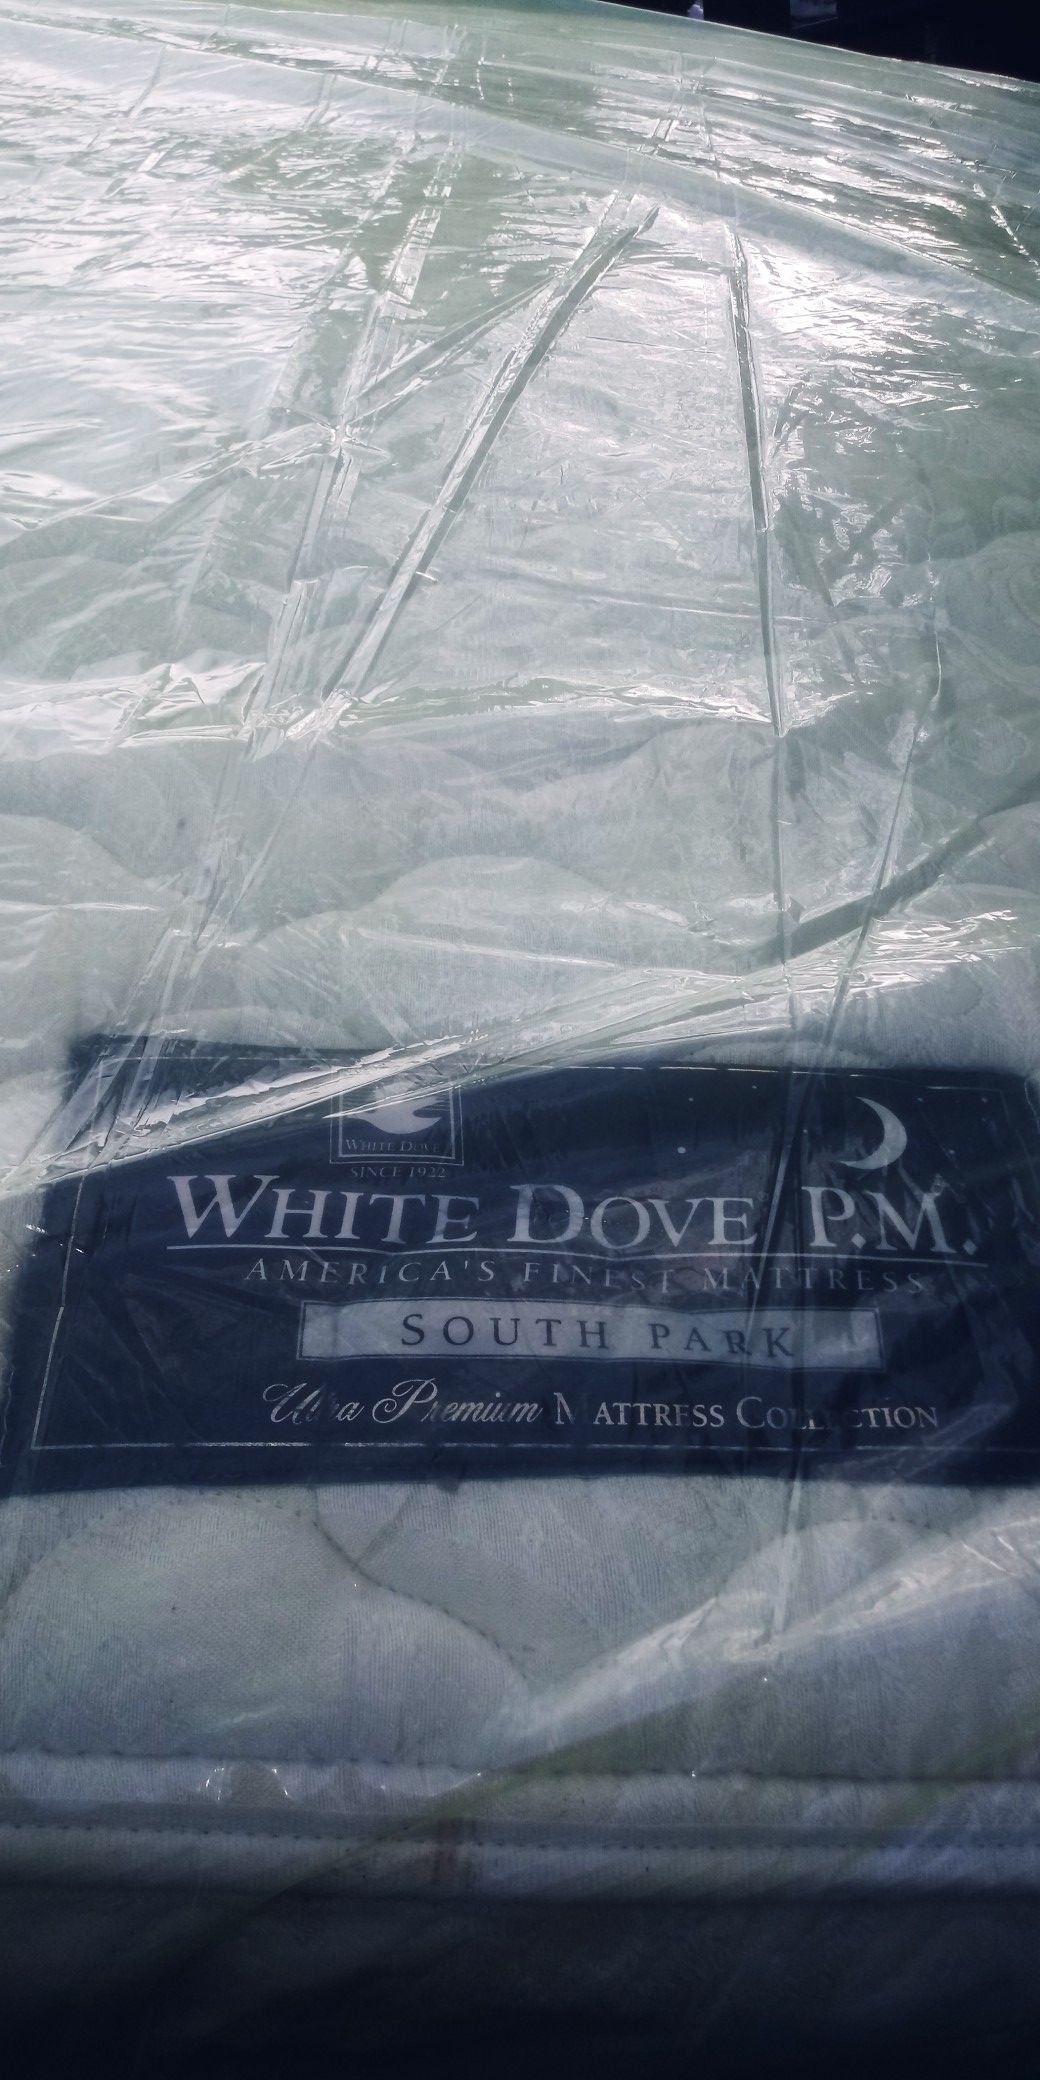 WHITE DOVE
SINCE 1922
WHITE DOVE P.M.
AMERICA'S FINEST MATTRESS
SOUTH PARK
Ultra Premium MATTRESS COLLECTION